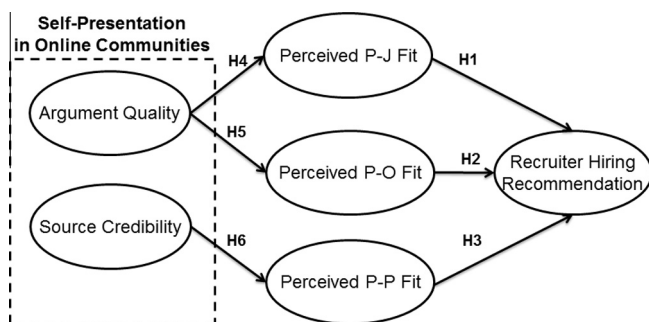 Self-Presentation
in Online Communities
Argument Quality
Source Credibility
H4
H5
H6
Perceived P-J Fit
Perceived P-O Fit
Perceived P-P Fit
H1
H2
H3
Recruiter Hiring
Recommendation